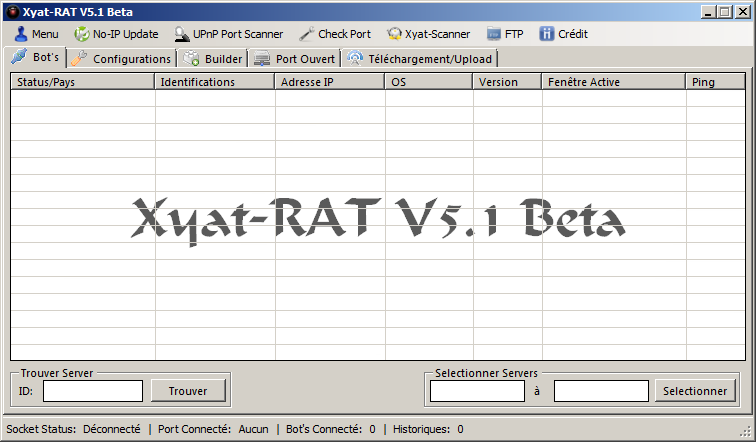 Xyat-RAT V5.1 Beta
Menu No-IP Update UPnP Port Scanner Check Port Xyat-Scanner FTP Crédit
Bot's Configurations Builder Port Ouvert Téléchargement/Upload
Status/Pays Identifications Adresse IP OS Version Fenêtre Active Ping
Xyat-RAT V5.1 Beta
Trouver Server Selectionner Servers
ID: Trouver à Selectionner
Socket Status: Déconnecté | Port Connecté: Aucun | Bot's Connecté: 0 | Historiques: 0